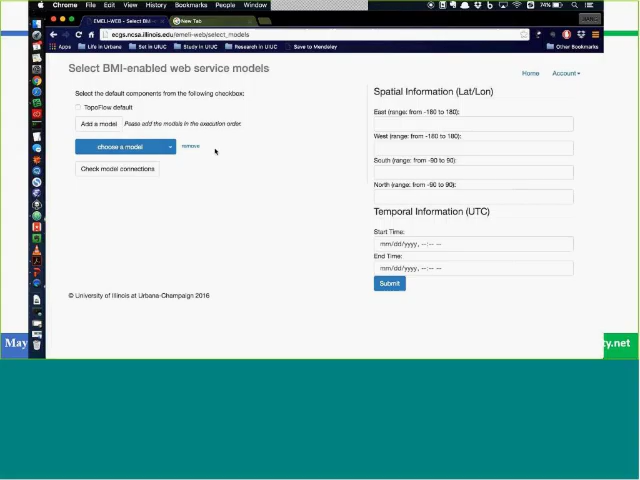 Chrome File Edit View History Bookmarks People Window
74%
EMELI-WEB - Select BMI
New Tab
ecgs.ncsa.illinois.edu/emeli-web/select_models
Apps Life in Urbana Sst in UIUC Study in UIUC Research in UIUC Save to Mendeley Other Bookmarks
Select BMI-enabled web service models
Home Account
Select the default components from the following checkbox:
TopoFlow default
Add a model Please add the models in the execution order.
choose a model remove
Check model connections
Spatial Information (Lat/Lon)
East (range: from -180 to 180):
West (range: from -180 to 180):
South (range: from -90 to 90):
North (range: from -90 to 90):
Temporal Information (UTC)
Start Time:
mm/dd/yyyy, --:-- --
End Time:
mm/dd/yyyy, --:-- --
Submit
© University of Illinois at Urbana-Champaign 2016
May
ty.net